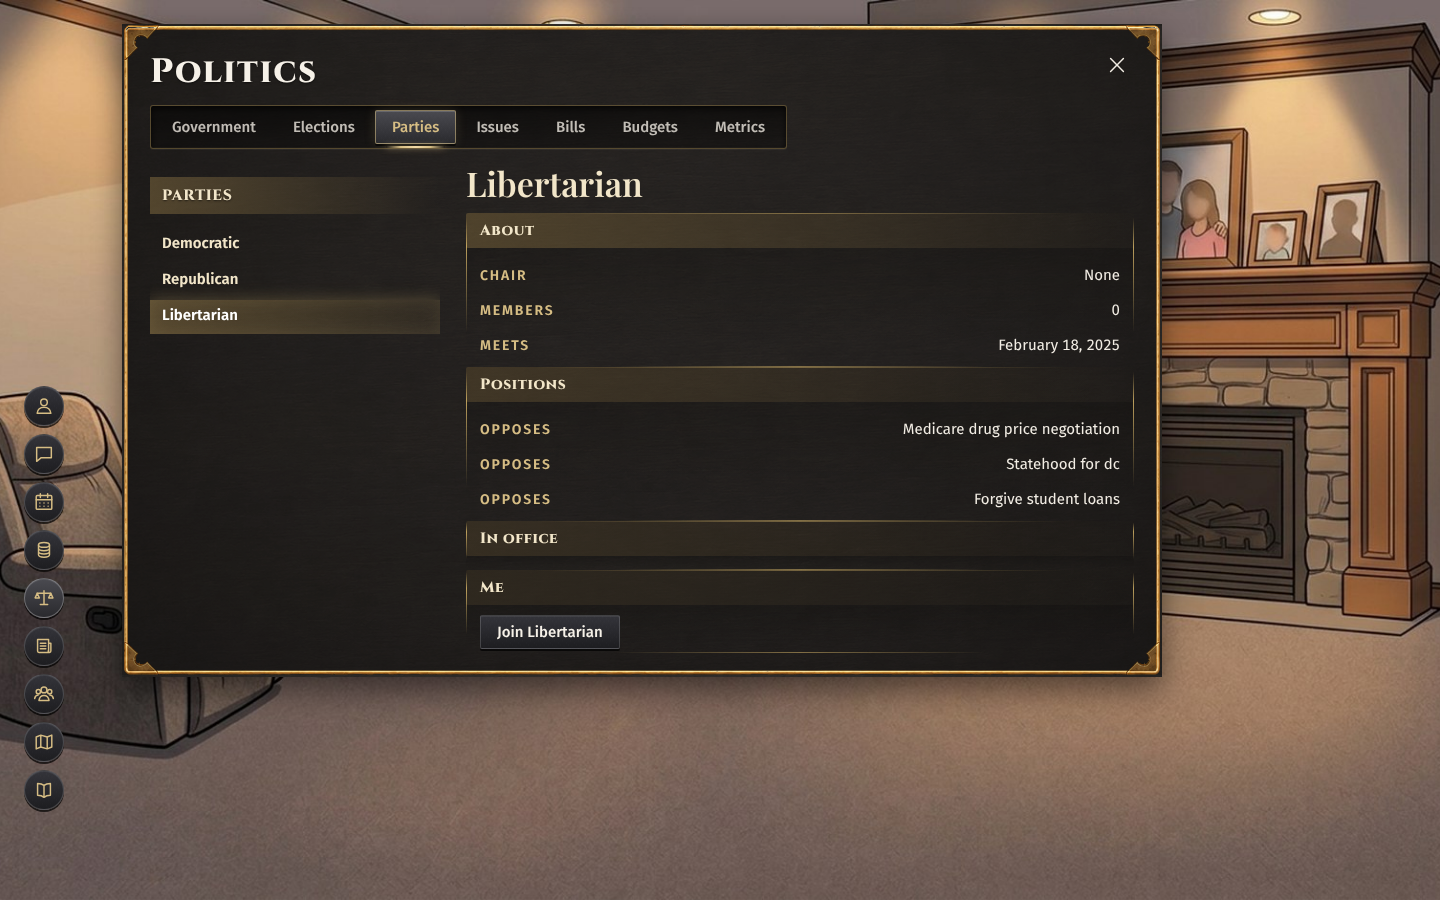 Politics
Government Elections Parties Issues Bills Budgets Metrics
PARTIES
Democratic
Republican
Libertarian
Libertarian
About
CHAIR None
MEMBERS 0
MEETS February 18, 2025
Positions
OPPOSES Medicare drug price negotiation
OPPOSES Statehood for dc
OPPOSES Forgive student loans
In office
Me
Join Libertarian